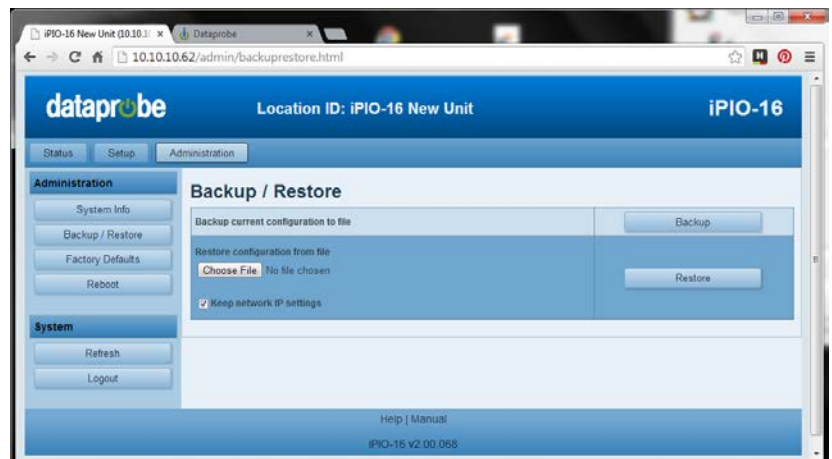 iPIO-16 New Unit (10.10.1
Dataprobe
10.10.10.62/admin/backuprestore.html
dataprobe
Location ID: iPIO-16 New Unit
iPIO-16
Status
Setup
Administration
Administration
System Info
Backup / Restore
Factory Defaults
Reboot
System
Refresh
Logout
Backup / Restore
Backup current configuration to file
Backup
Restore configuration from file
Choose File No file chosen
Keep network IP settings
Restore
Help | Manual
iPIO-16 v2.00.068